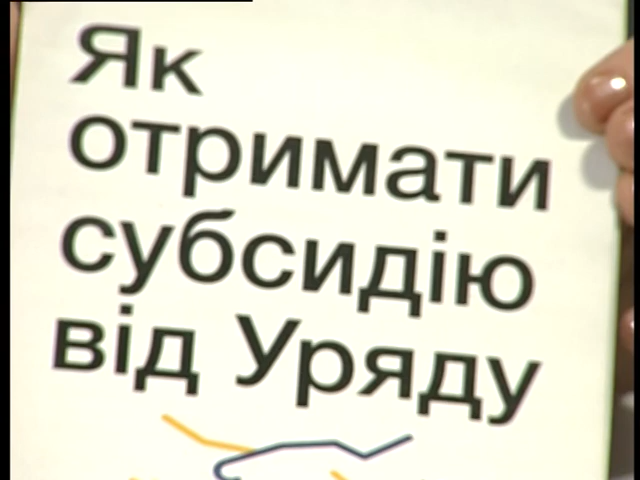 Як
отримати
субсидію
від Уряду